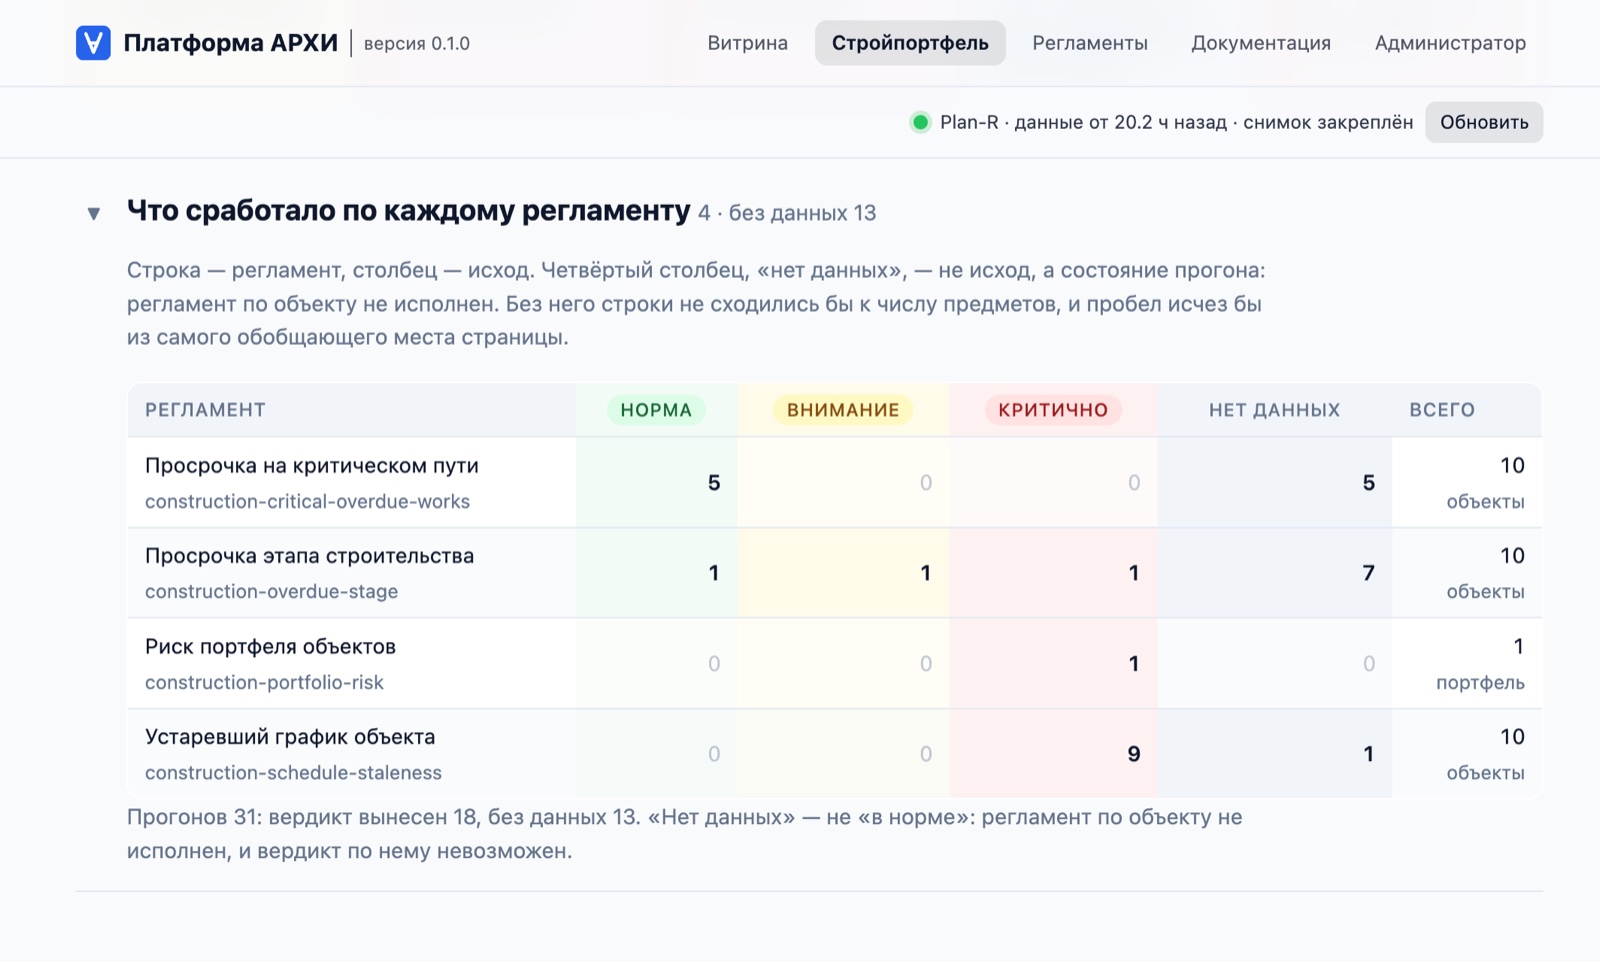 Платформа АРХИ версия 0.1.0 Витрина Стройпортфель Регламенты Документация Администратор
Plan-R · данные от 20.2 ч назад · снимок закреплён Обновить
▼ Что сработало по каждому регламенту 4 · без данных 13
Строка — регламент, столбец — исход. Четвёртый столбец, «нет данных», — не исход, а состояние прогона:
регламент по объекту не исполнен. Без него строки не сходились бы к числу предметов, и пробел исчез бы
из самого обобщающего места страницы.
РЕГЛАМЕНТ НОРМА ВНИМАНИЕ КРИТИЧНО НЕТ ДАННЫХ ВСЕГО
Просрочка на критическом пути 5 0 0 5 10
construction-critical-overdue-works объекты
Просрочка этапа строительства 1 1 1 7 10
construction-overdue-stage объекты
Риск портфеля объектов 0 0 1 0 1
construction-portfolio-risk портфель
Устаревший график объекта 0 0 9 1 10
construction-schedule-staleness объекты
Прогонов 31: вердикт вынесен 18, без данных 13. «Нет данных» — не «в норме»: регламент по объекту не
исполнен, и вердикт по нему невозможен.